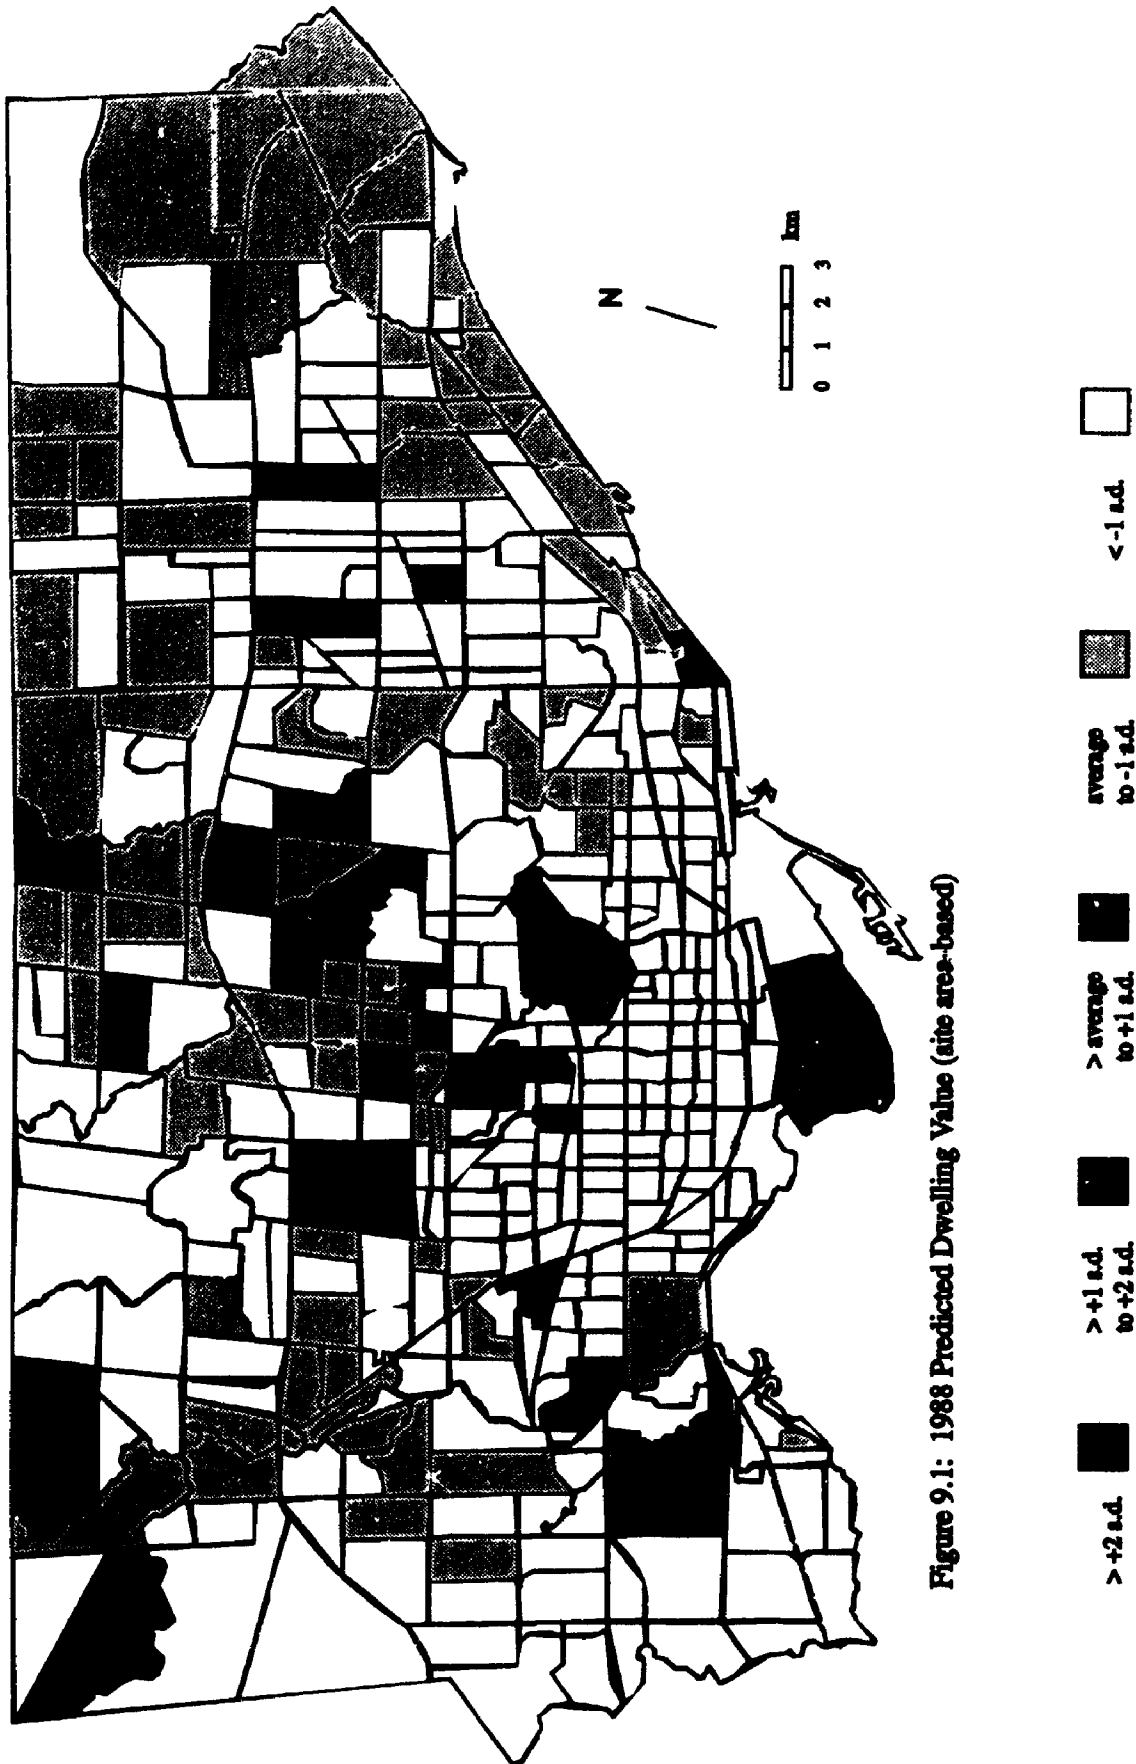 N
km
0 1 2 3
Figure 9.1: 1988 Predicted Dwelling Value (site area-based)
> +2 s.d.
> +1 s.d.
to +2 s.d.
> average
to +1 s.d.
average
to -1 s.d.
< -1 s.d.